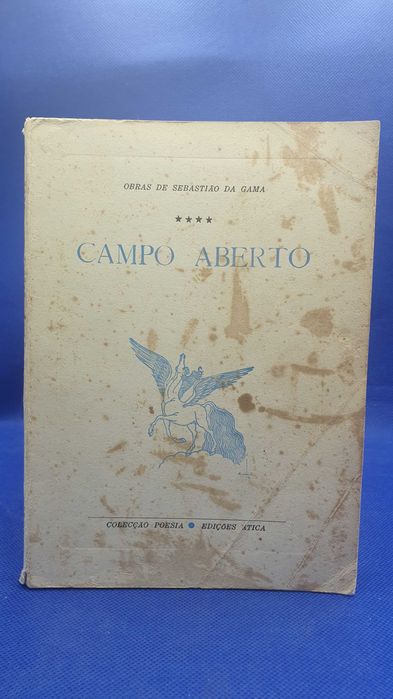 OBRAS DE SEBASTIÃO DA GAMA
★★★★
CAMPO ABERTO
COLECÇÃO POESIA ● EDIÇÕES ÁTICA